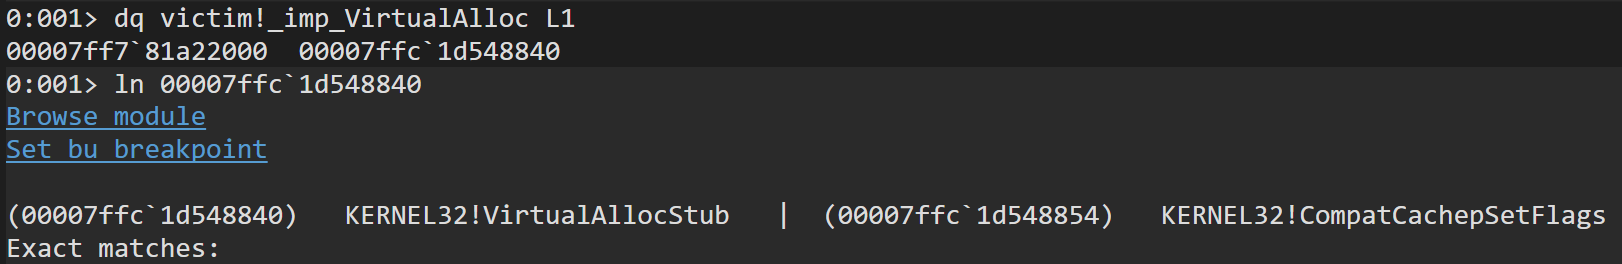 0:001> dq victim!_imp_VirtualAlloc L1
00007ff7`81a22000  00007ffc`1d548840
0:001> ln 00007ffc`1d548840
Browse module
Set bu breakpoint
(00007ffc`1d548840)   KERNEL32!VirtualAllocStub   |  (00007ffc`1d548854)   KERNEL32!CompatCachepSetFlags
Exact matches: